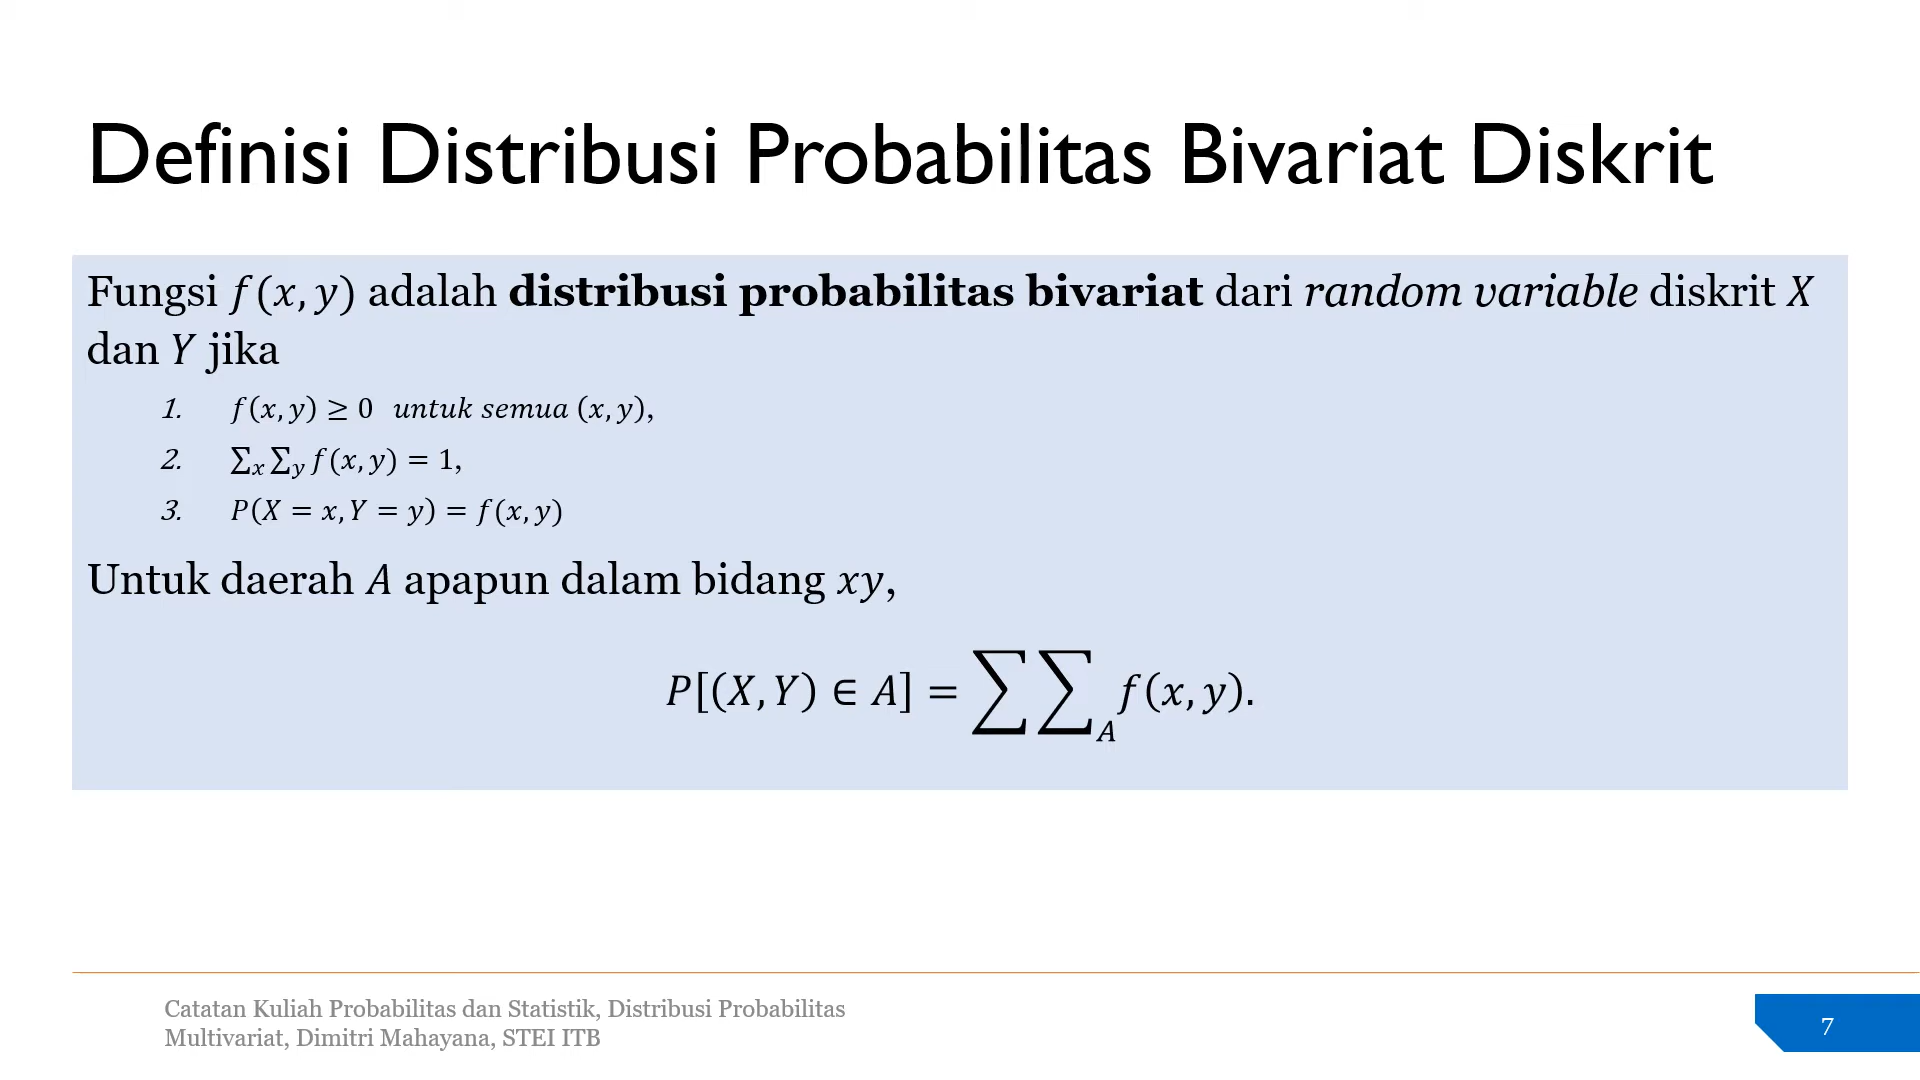 Definisi Distribusi Probabilitas Bivariat Diskrit
Fungsi f(x, y) adalah distribusi probabilitas bivariat dari random variable diskrit X
dan Y jika
1. f(x, y) ≥ 0 untuk semua (x, y),
2. ∑x ∑y f(x, y) = 1,
3. P(X = x, Y = y) = f(x, y)
Untuk daerah A apapun dalam bidang xy,
P[(X, Y) ∈ A] = ∑∑A f(x, y).
Catatan Kuliah Probabilitas dan Statistik, Distribusi Probabilitas
Multivariat, Dimitri Mahayana, STEI ITB
7